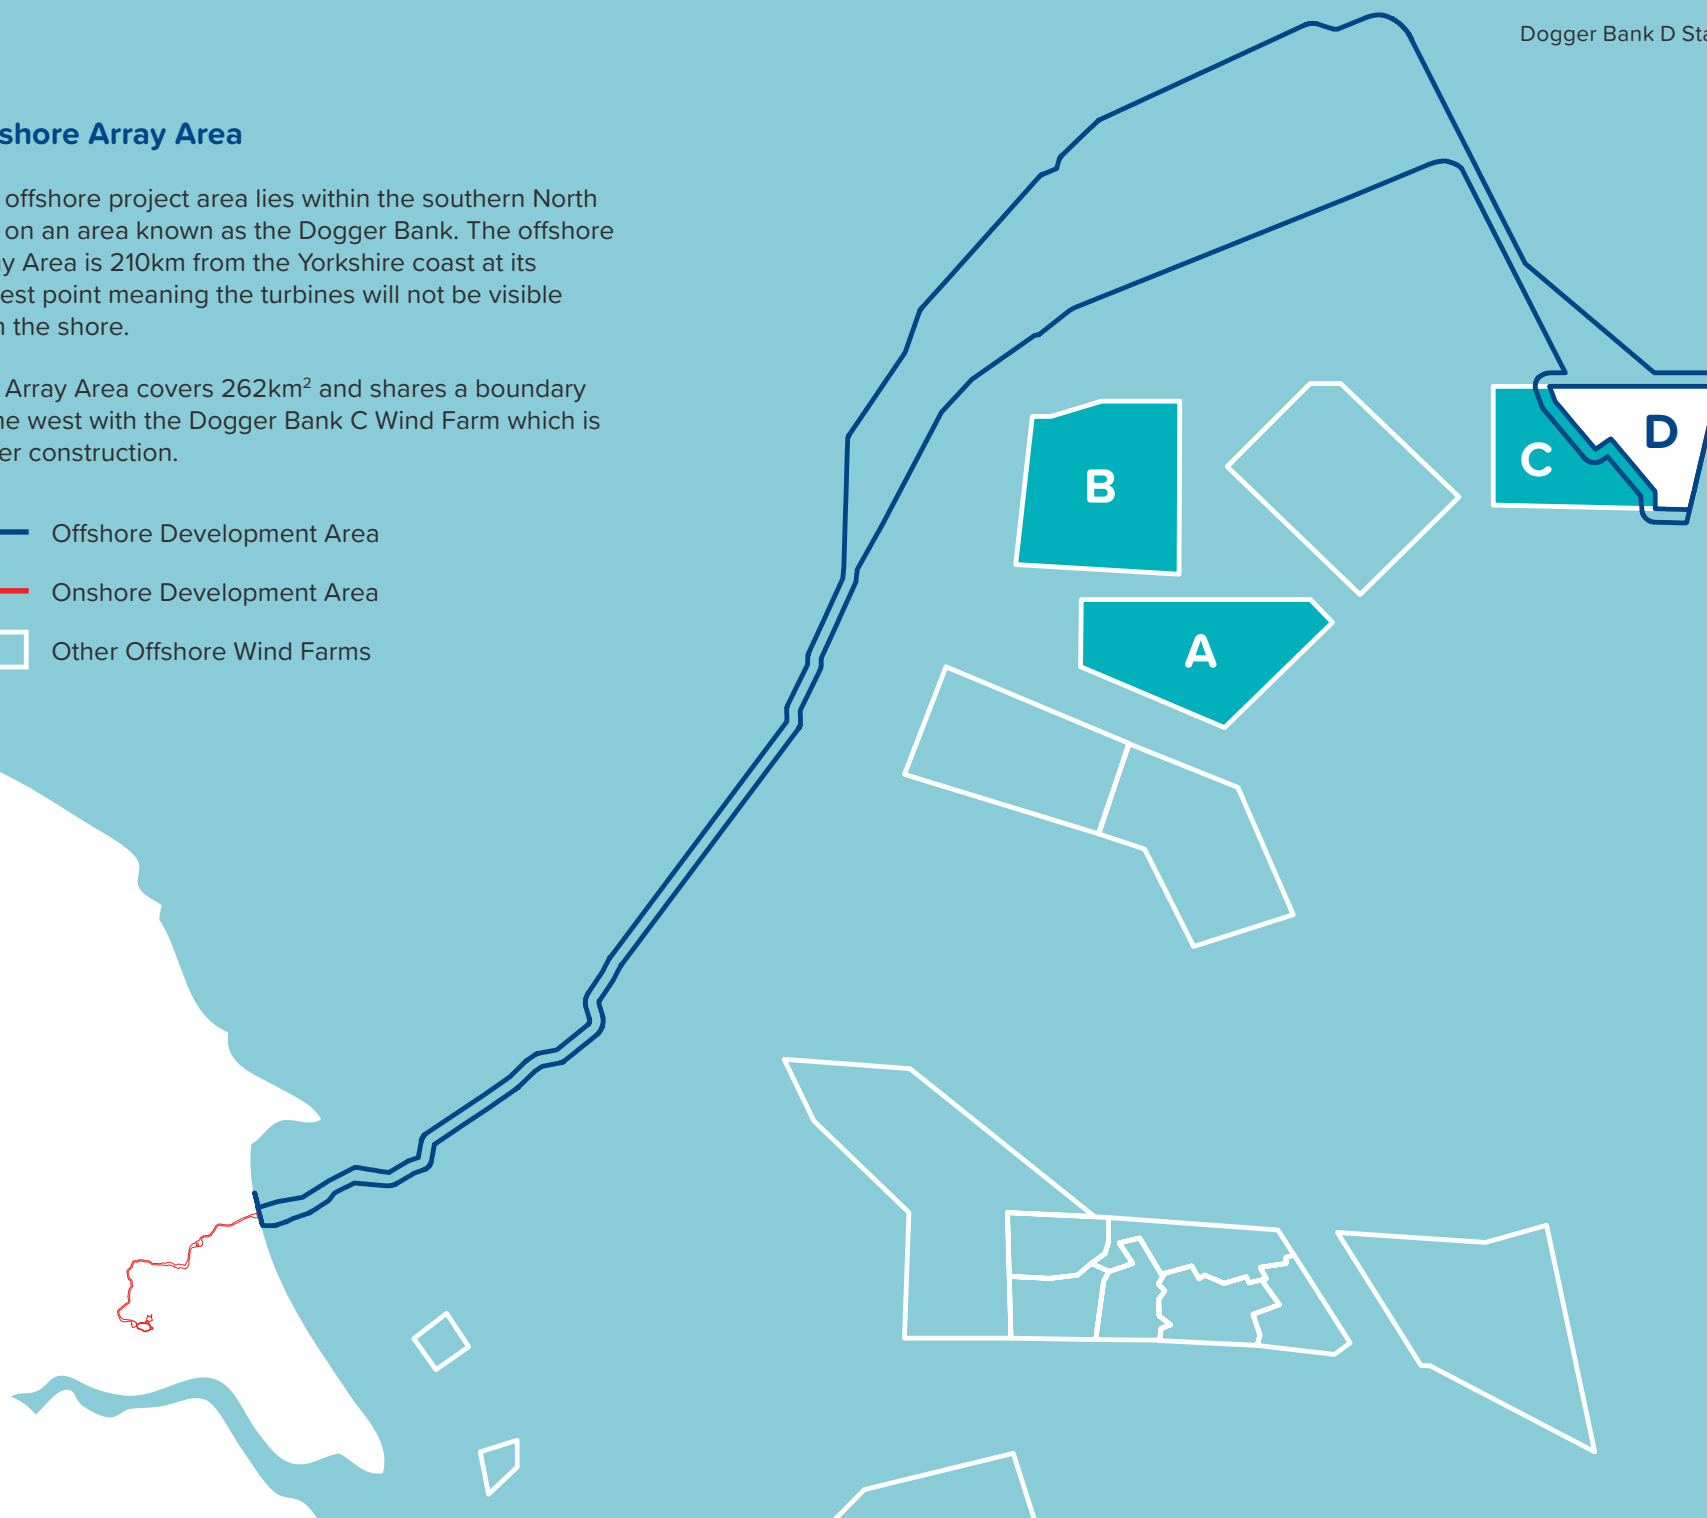 Dogger Bank D Sta
shore Array Area
offshore project area lies within the southern North
on an area known as the Dogger Bank. The offshore
y Area is 210km from the Yorkshire coast at its
est point meaning the turbines will not be visible
the shore.
Array Area covers 262km² and shares a boundary
he west with the Dogger Bank C Wind Farm which is
er construction.
Offshore Development Area
Onshore Development Area
Other Offshore Wind Farms
D
C
B
A